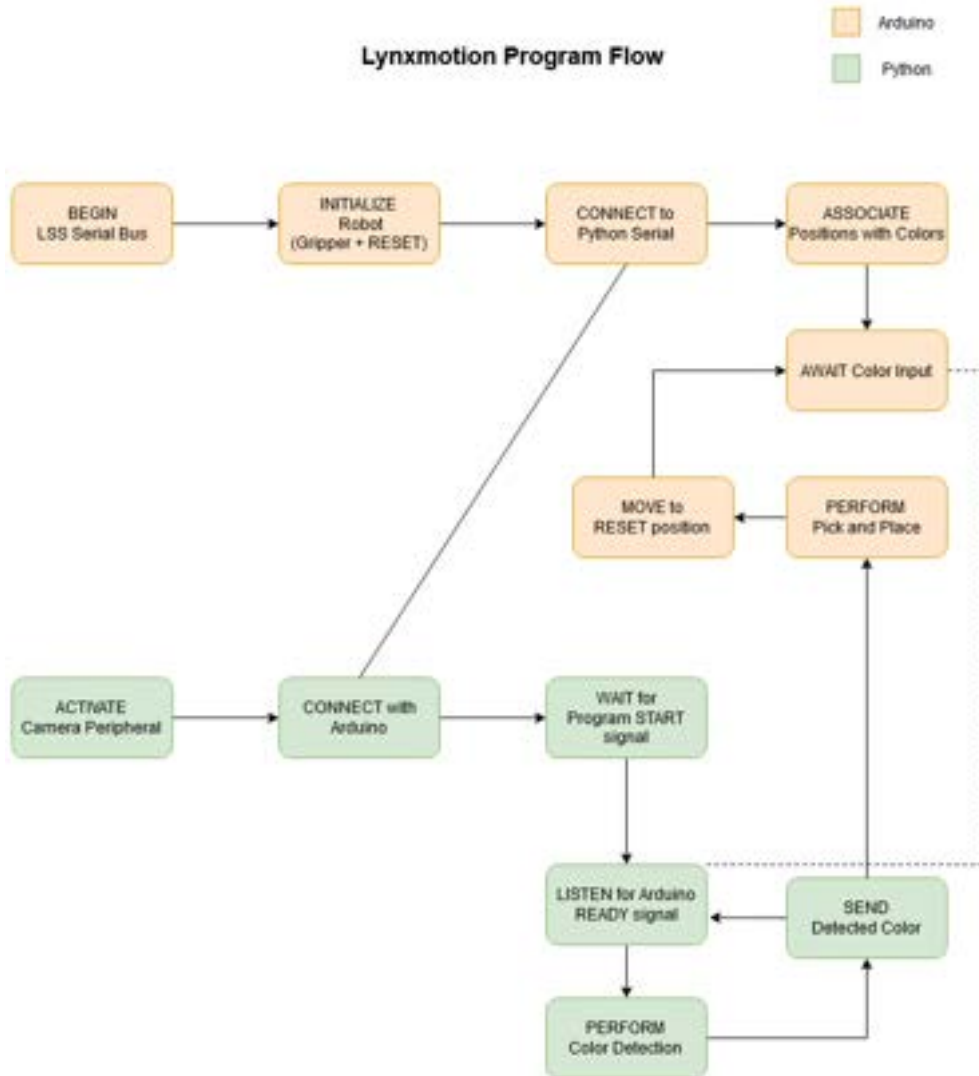 Arduino
Python
Lynxmotion Program Flow
BEGIN
LSS Serial Bus
INITIALIZE
Robot
(Gripper + RESET)
CONNECT to
Python Serial
ASSOCIATE
Positions with Colors
AWAIT Color Input
MOVE to
RESET position
PERFORM
Pick and Place
ACTIVATE
Camera Peripheral
CONNECT with
Arduino
WAIT for
Program START
signal
LISTEN for Arduino
READY signal
SEND
Detected Color
PERFORM
Color Detection